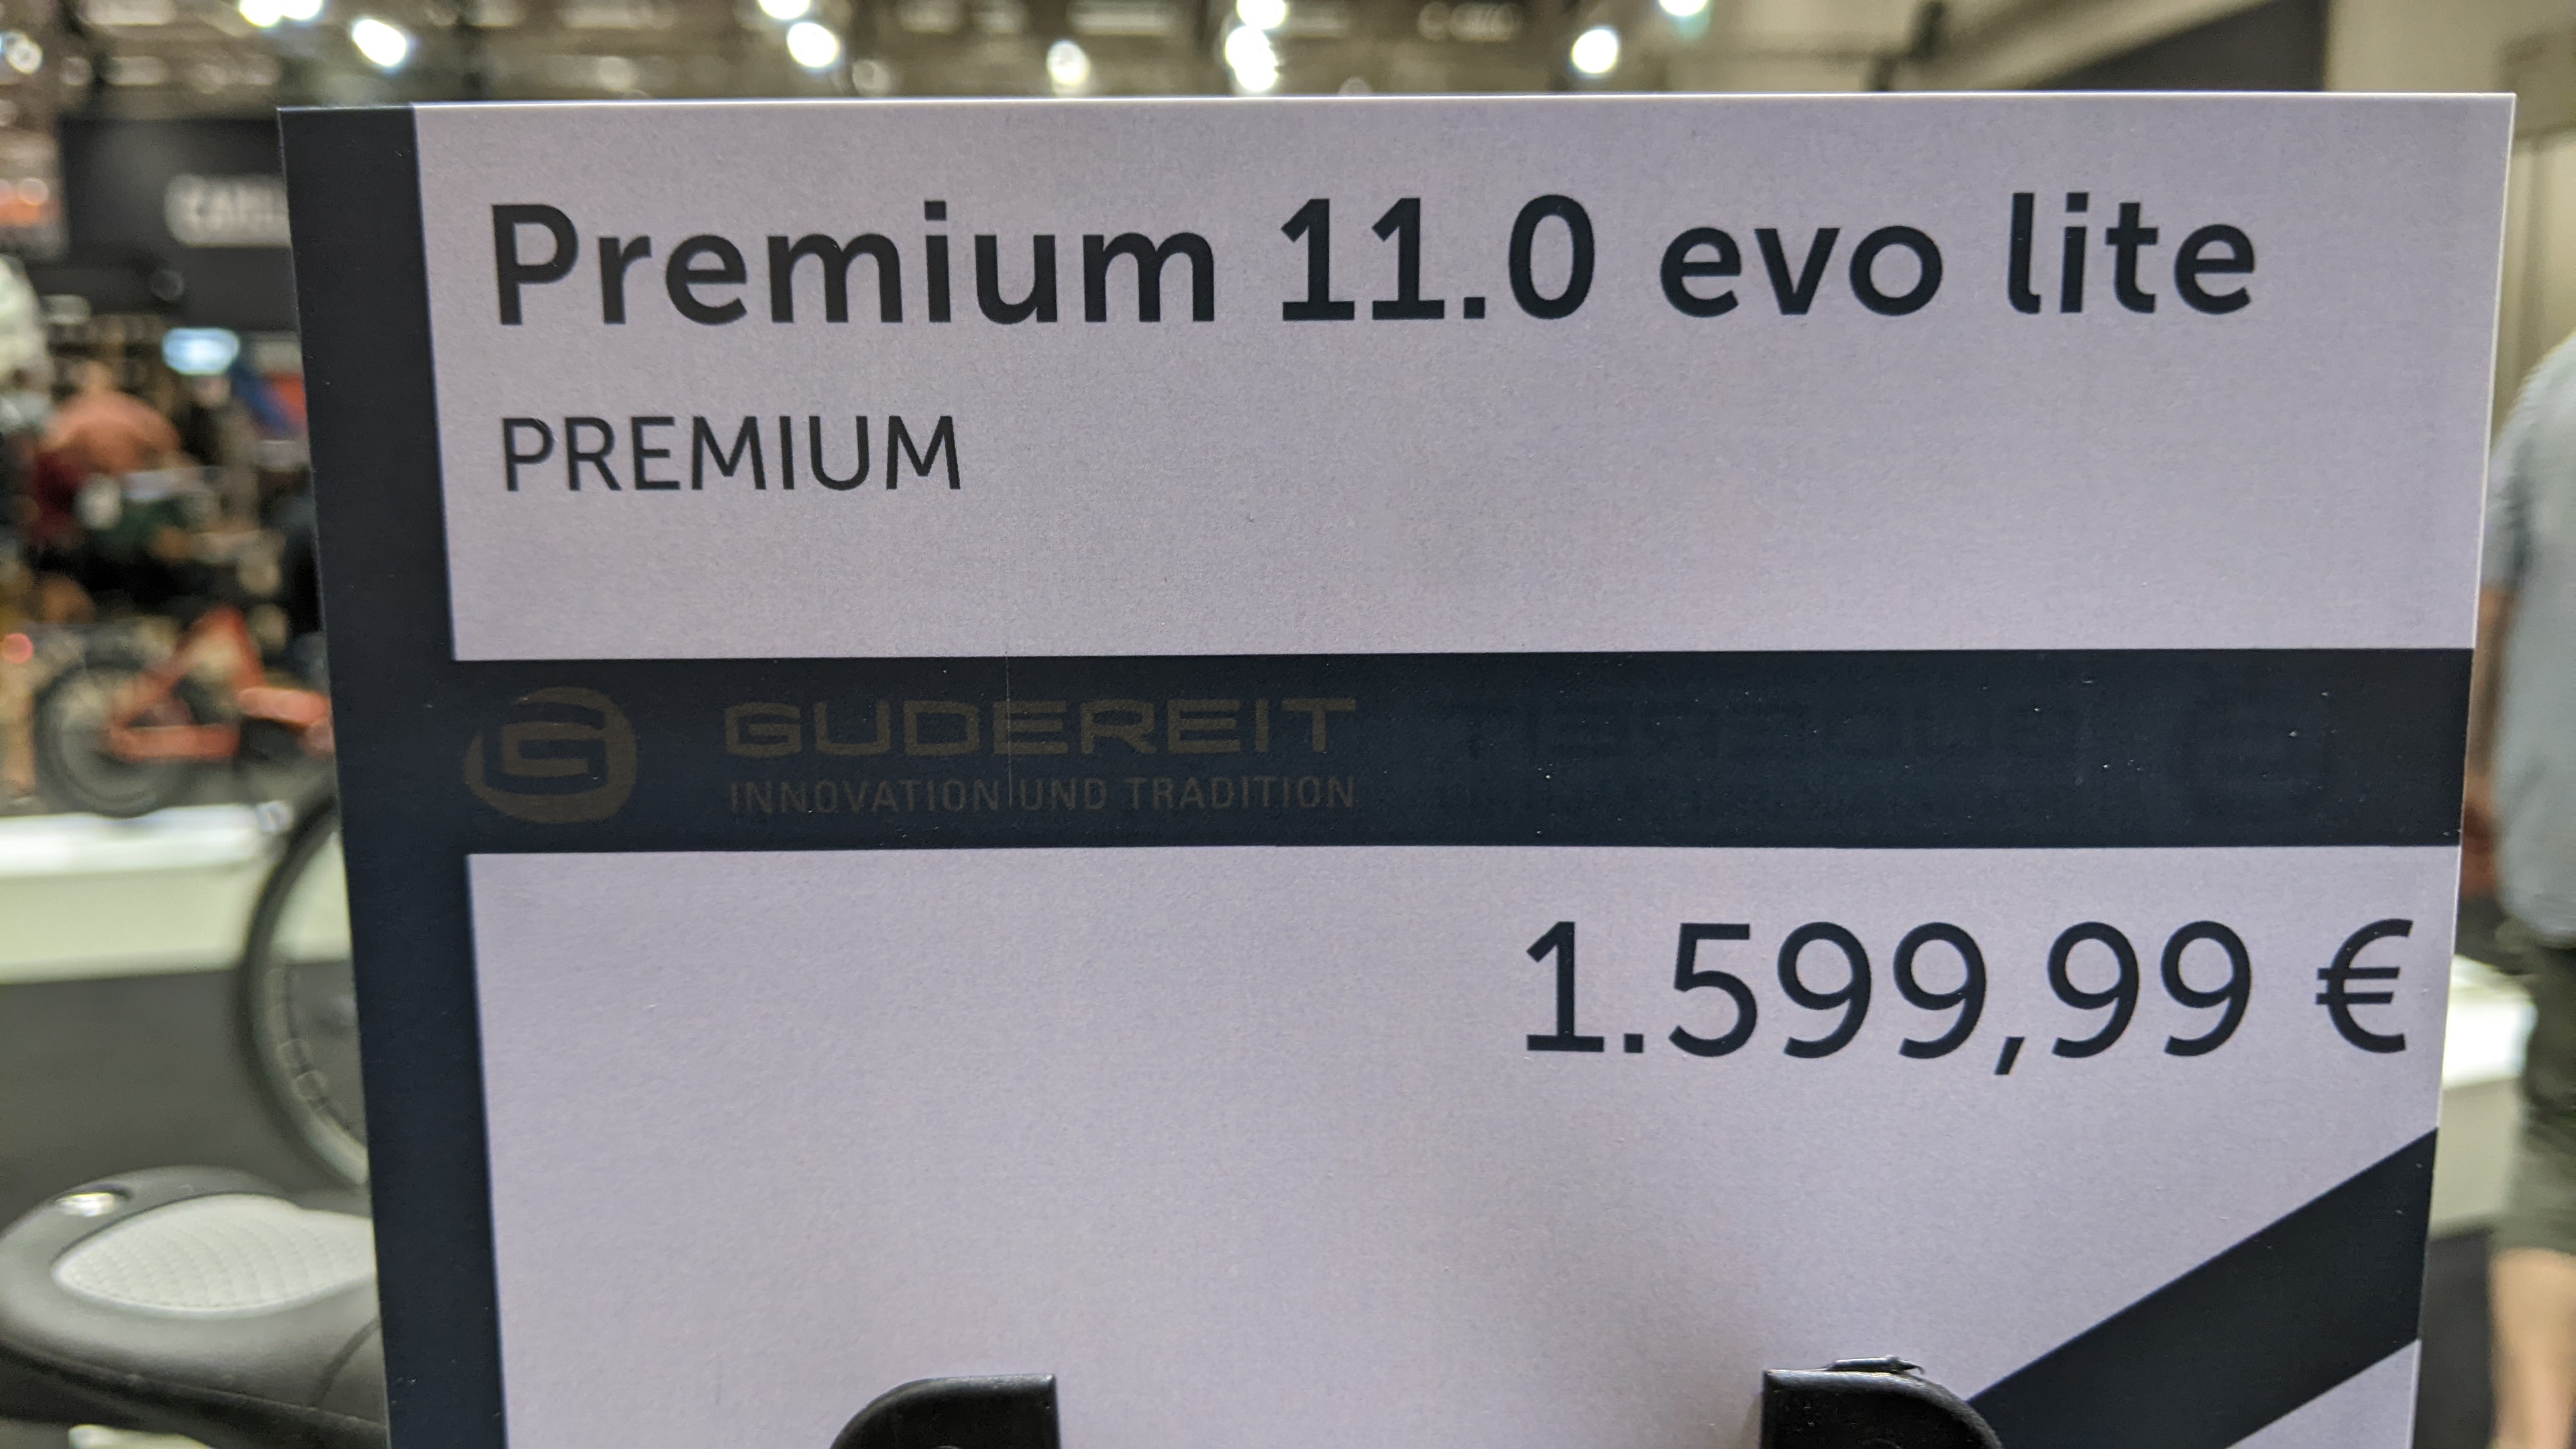 Premium 11.0 evo lite
PREMIUM
GUDEREIT
INNOVATION UND TRADITION
1.599,99 €